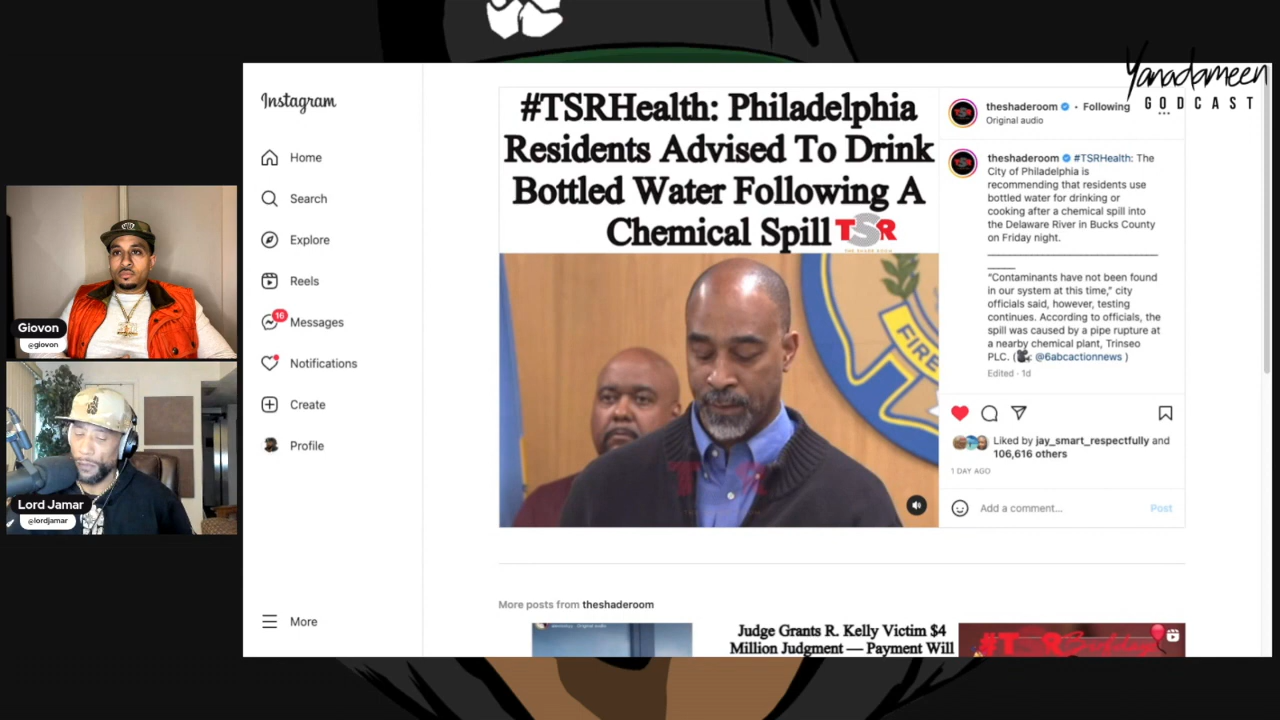 Yanadameen
GODCAST
Giovon
@giovon
Lord Jamar
@lordjamar
Instagram
Home
Search
Explore
Reels
16
Messages
Notifications
Create
Profile
More
#TSRHealth: Philadelphia
Residents Advised To Drink
Bottled Water Following A
Chemical Spill TSR
FIRE
TSR
theshaderoom • Following
Original audio
theshaderoom #TSRHealth: The
City of Philadelphia is
recommending that residents use
bottled water for drinking or
cooking after a chemical spill into
the Delaware River in Bucks County
on Friday night.
“Contaminants have not been found
in our system at this time,” city
officials said, however, testing
continues. According to officials, the
spill was caused by a pipe rupture at
a nearby chemical plant, Trinseo
PLC. (🎥: @6abcactionnews )
Edited · 1d
Liked by jay_smart_respectfully and
106,616 others
1 DAY AGO
Add a comment...
Post
More posts from theshaderoom
Judge Grants R. Kelly Victim $4
Million Judgment — Payment Will
#TSR